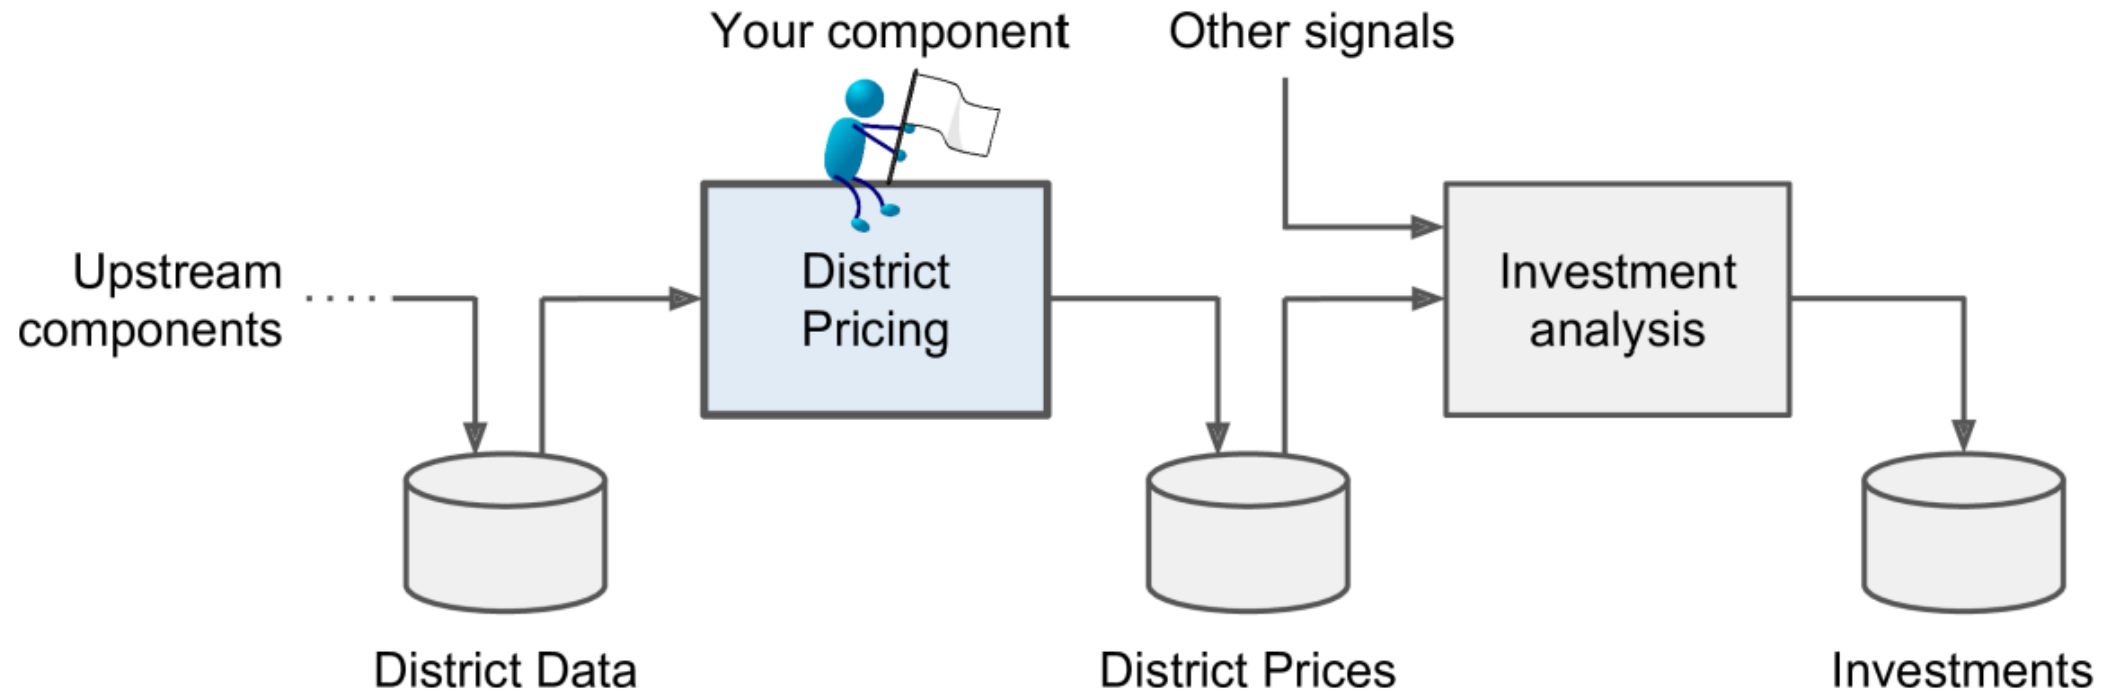 Your component
Other signals
Upstream
components
District
Pricing
Investment
analysis
District Data
District Prices
Investments